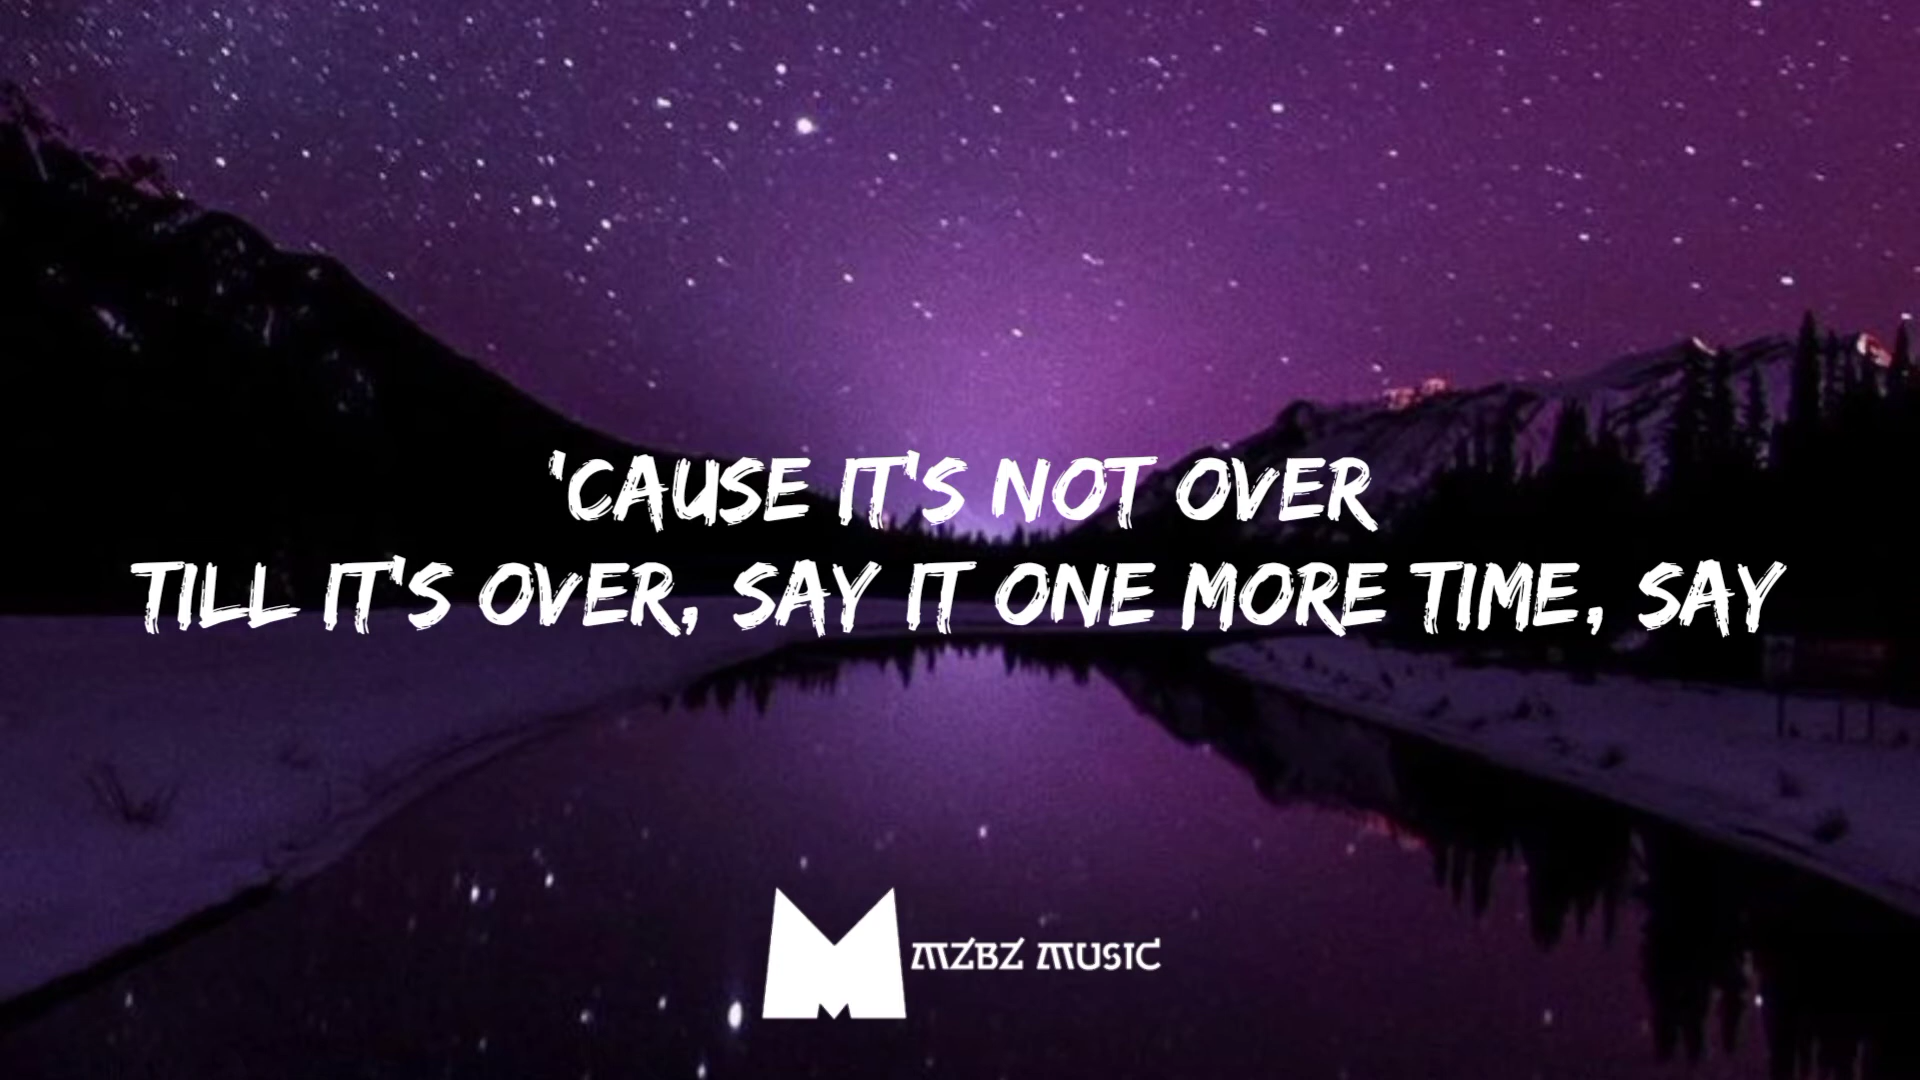 'CAUSE IT'S NOT OVER
TILL IT'S OVER, SAY IT ONE MORE TIME, SAY
MZBZ MUSIC